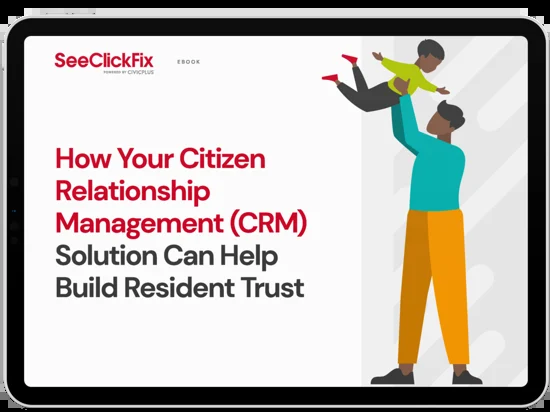 SeeClickFix
POWERED BY CIVICPLUS
EBOOK
How Your Citizen
Relationship
Management (CRM)
Solution Can Help
Build Resident Trust